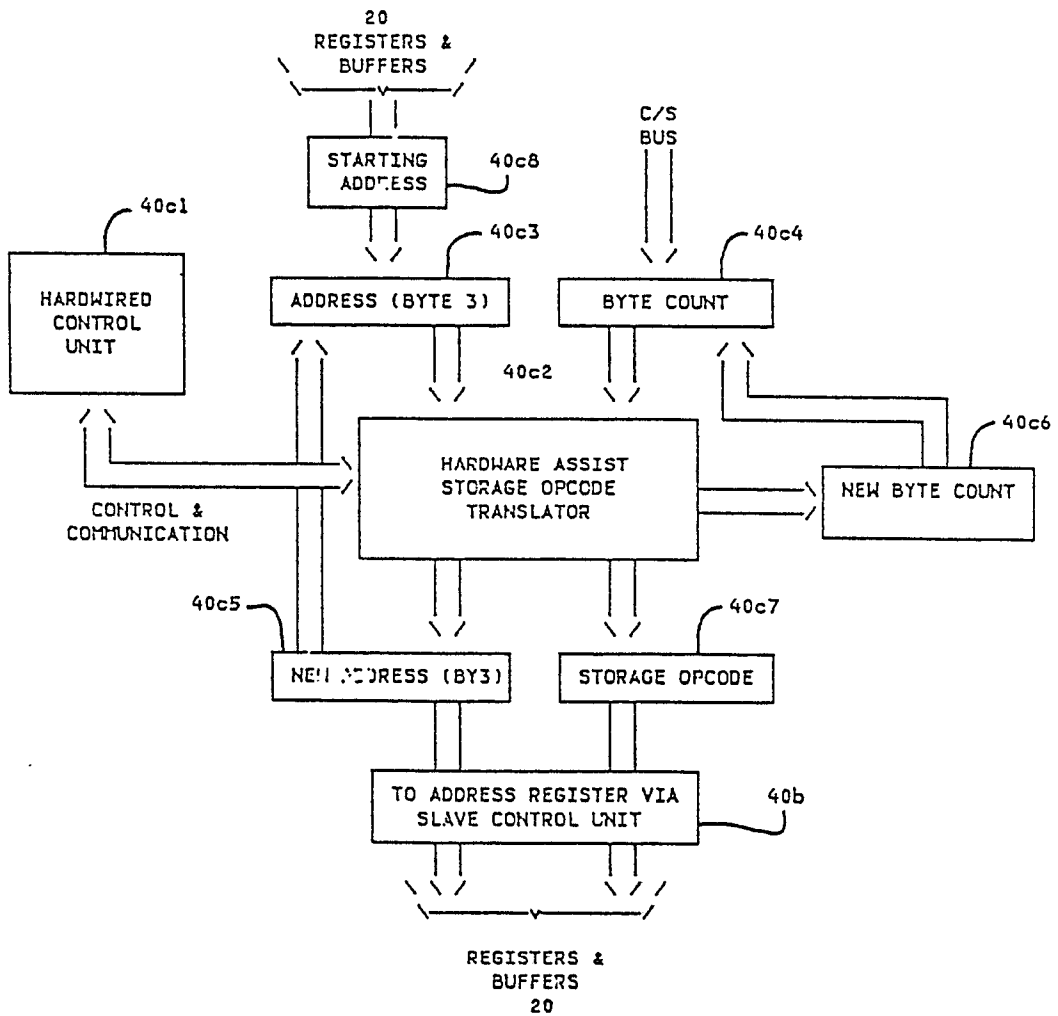 20
REGISTERS &
BUFFERS
C/S
BUS
STARTING
ADDRESS
40c8
40c1
40c3
40c4
HARDWIRED
CONTROL
UNIT
ADDRESS (BYTE 3)
BYTE COUNT
40c2
40c6
HARDWARE ASSIST
STORAGE OPCODE
TRANSLATOR
NEW BYTE COUNT
CONTROL &
COMMUNICATION
40c5
40c7
NEW ADDRESS (BY3)
STORAGE OPCODE
TO ADDRESS REGISTER VIA
SLAVE CONTROL UNIT
40b
REGISTERS &
BUFFERS
20